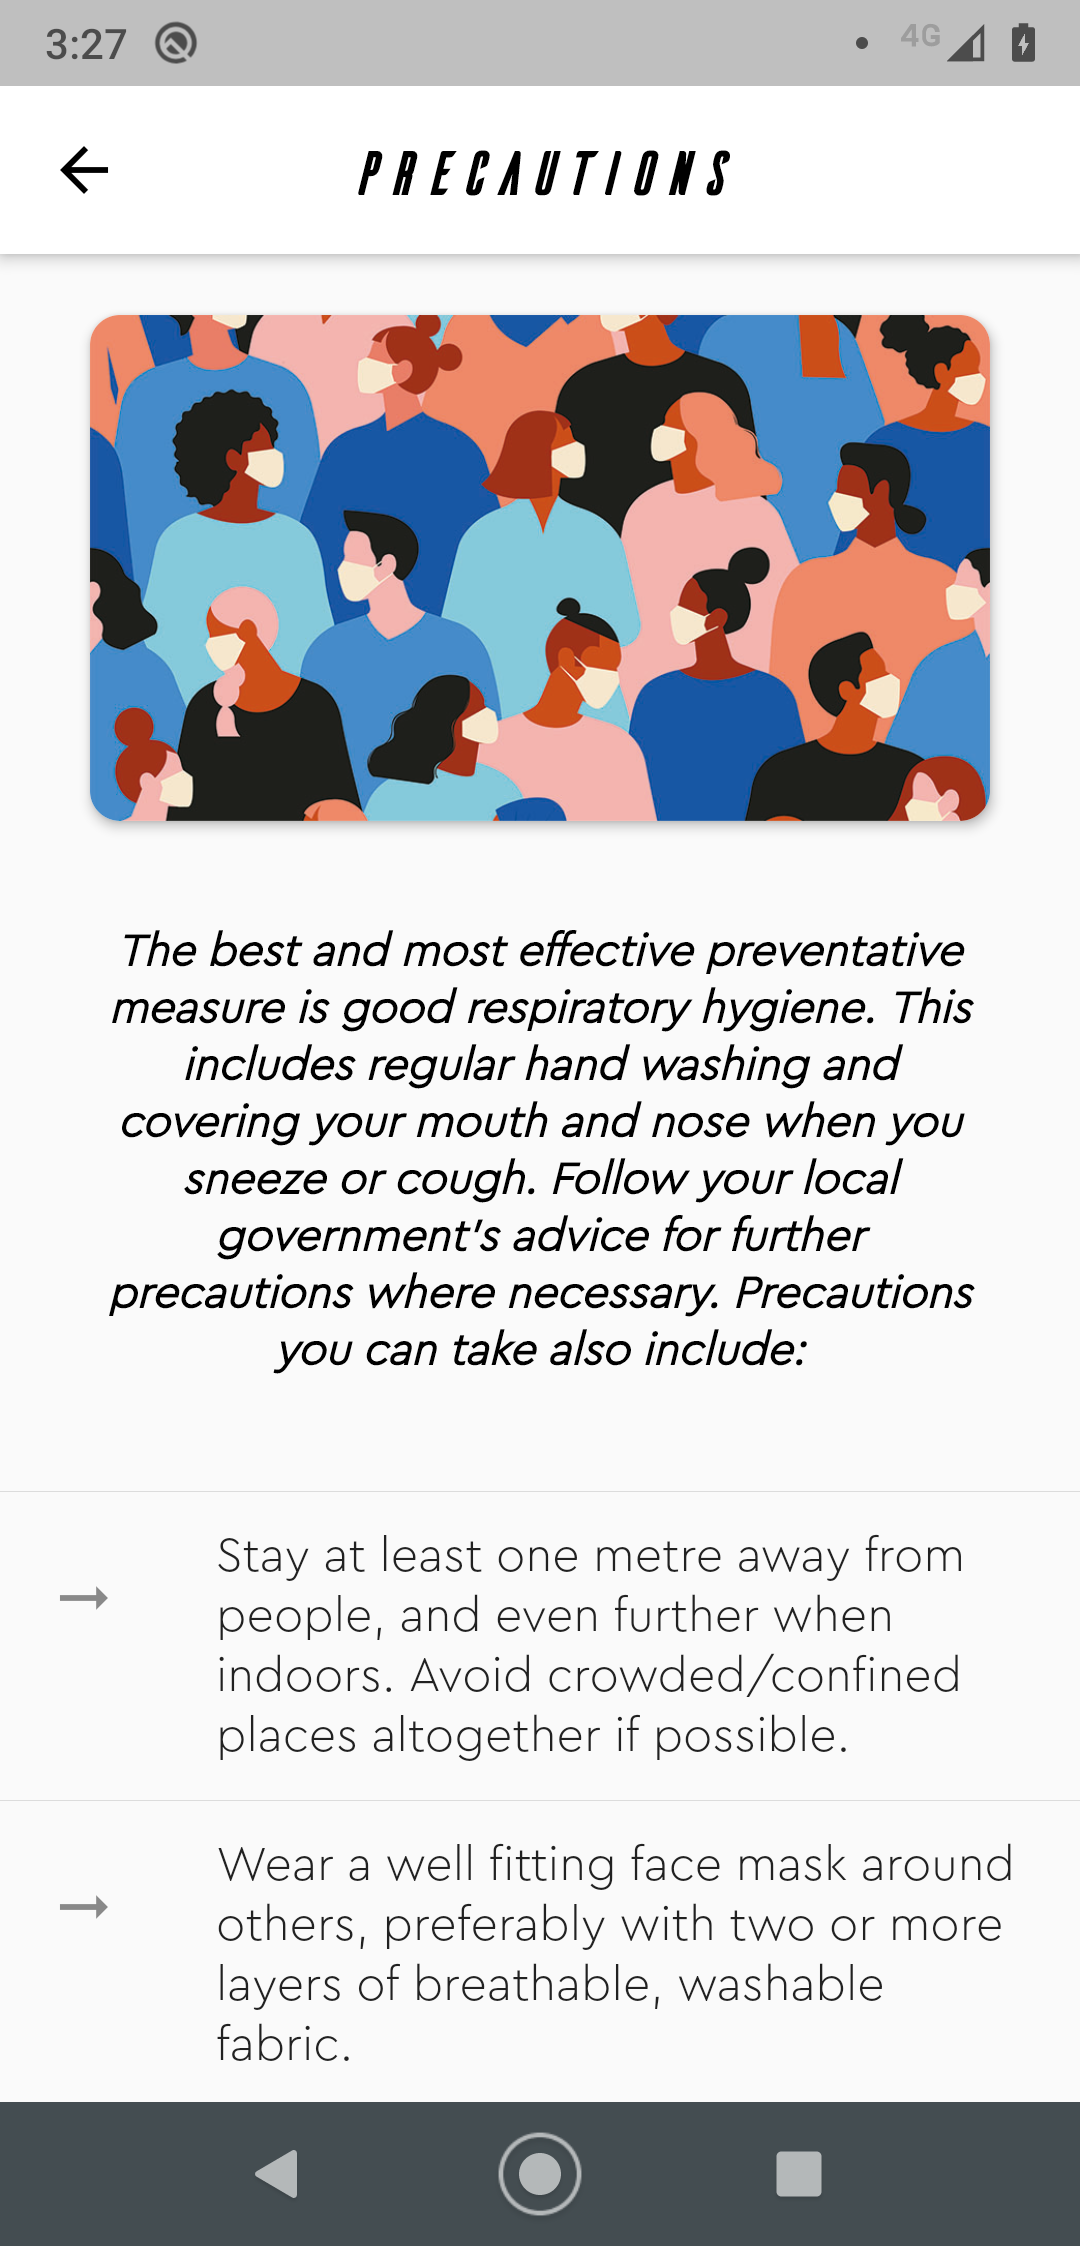 3:27
4G
PRECAUTIONS
The best and most effective preventative
measure is good respiratory hygiene. This
includes regular hand washing and
covering your mouth and nose when you
sneeze or cough. Follow your local
government's advice for further
precautions where necessary. Precautions
you can take also include:
Stay at least one metre away from
people, and even further when
indoors. Avoid crowded/confined
places altogether if possible.
Wear a well fitting face mask around
others, preferably with two or more
layers of breathable, washable
fabric.